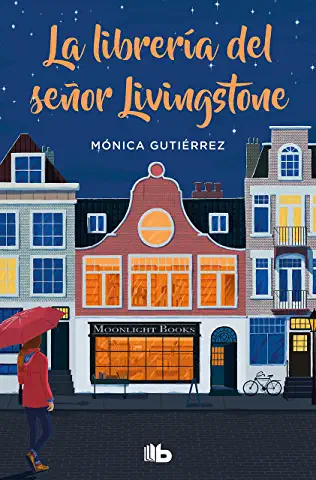 La librería del
señor Livingstone
MÓNICA GUTIÉRREZ
MOONLIGHT BOOKS
b